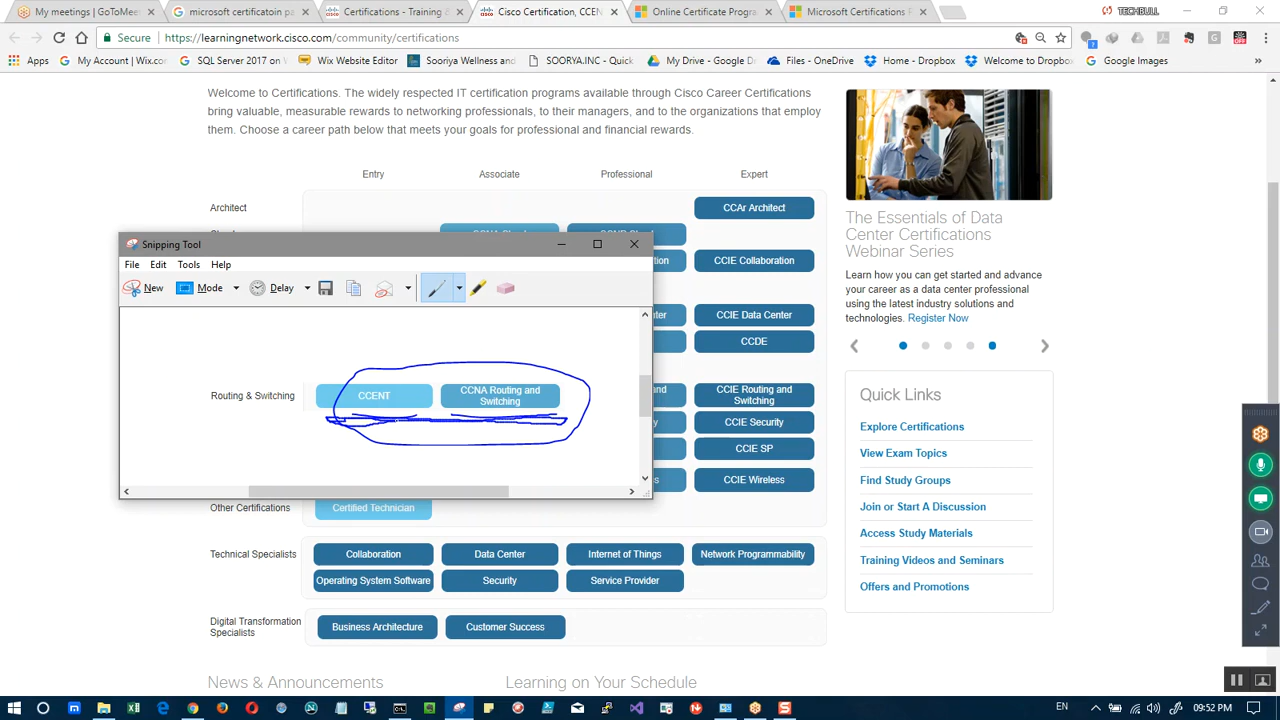 My meetings | GoToMee
microsoft certificatoin pa
Certifications - Training &
Cisco Certification, CCEN
Online Certificate Progra
Microsoft Certifications F
TECHBULL
Secure
https://learningnetwork.cisco.com/community/certifications
Apps
My Account | Wix.co
SQL Server 2017
Wix Website Editor
Sooriya Wellness and
SOORYA.INC - Quick
My Drive - Google D
Files - OneDrive
Home - Dropbox
Welcome to Dropbox
Google Images
»
Welcome to Certifications. The widely respected IT certification programs available through Cisco Career Certifications
bring valuable, measurable rewards to networking professionals, to their managers, and to the organizations that employ
them. Choose a career path below that meets your goals for professional and financial rewards.
Entry
Associate
Professional
Expert
Architect
CCAr Architect
Snipping Tool
CCIE Collaboration
File
Edit
Tools
Help
New
Mode
Delay
CCIE Data Center
CCDE
Routing & Switching
CCENT
CCNA Routing and
Switching
CCIE Routing and
Switching
CCIE Security
CCIE SP
CCIE Wireless
Other Certifications
Certified Technician
Technical Specialists
Collaboration
Data Center
Internet of Things
Network Programmability
Operating System Software
Security
Service Provider
Digital Transformation
Specialists
Business Architecture
Customer Success
News & Announcements
Learning on Your Schedule
The Essentials of Data
Center Certifications
Webinar Series
Learn how you can get started and advance
your career as a data center professional
using the latest industry solutions and
technologies. Register Now
Quick Links
Explore Certifications
View Exam Topics
Find Study Groups
Join or Start A Discussion
Access Study Materials
Training Videos and Seminars
Offers and Promotions
EN
09:52 PM